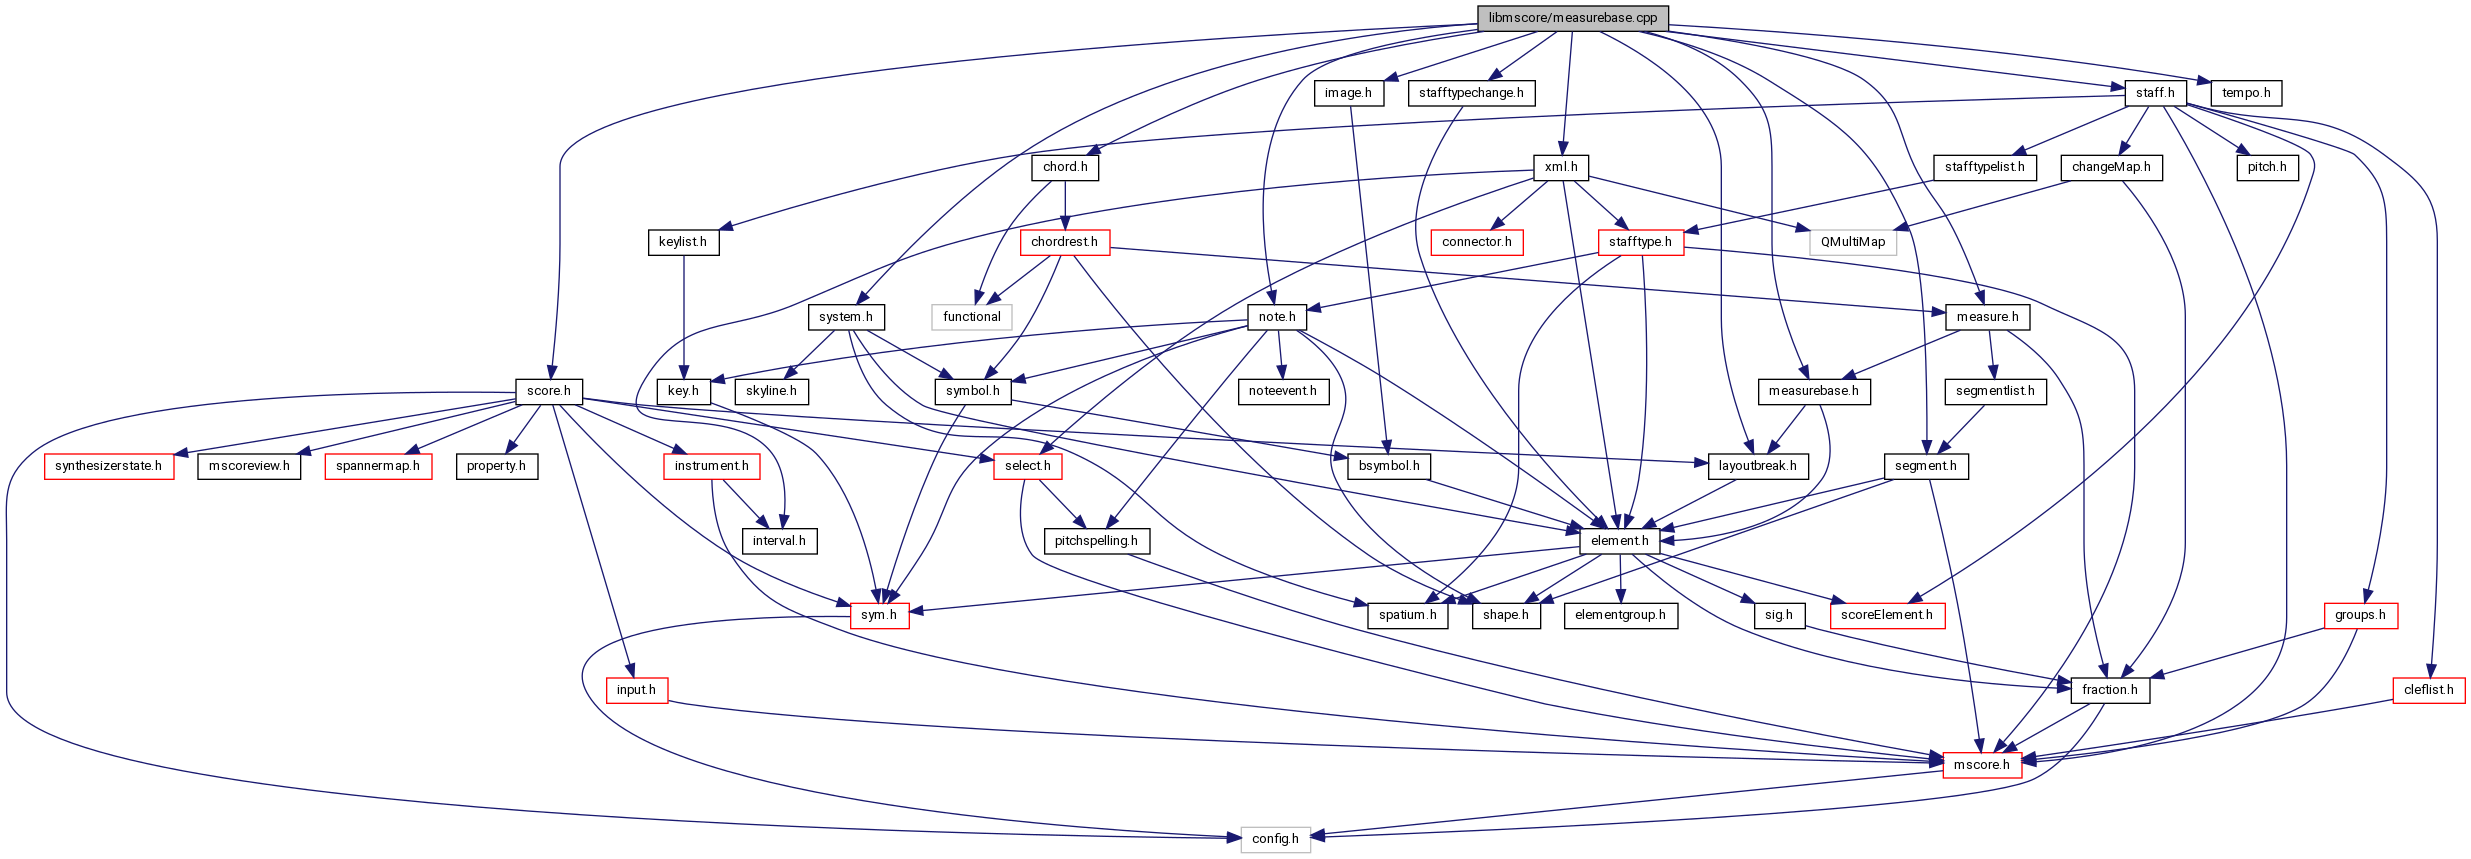 libmscore/measurebase.cpp
image.h
stafftypechange.h
staff.h
tempo.h
chord.h
xml.h
stafftypelist.h
changeMap.h
pitch.h
keylist.h
chordrest.h
connector.h
stafftype.h
QMultiMap
system.h
functional
note.h
measure.h
score.h
key.h
skyline.h
symbol.h
noteevent.h
measurebase.h
segmentlist.h
synthesizerstate.h
mscoreview.h
spannermap.h
property.h
instrument.h
select.h
bsymbol.h
layoutbreak.h
segment.h
interval.h
pitchspelling.h
element.h
sym.h
spatium.h
shape.h
elementgroup.h
sig.h
scoreElement.h
groups.h
input.h
fraction.h
cleflist.h
mscore.h
config.h